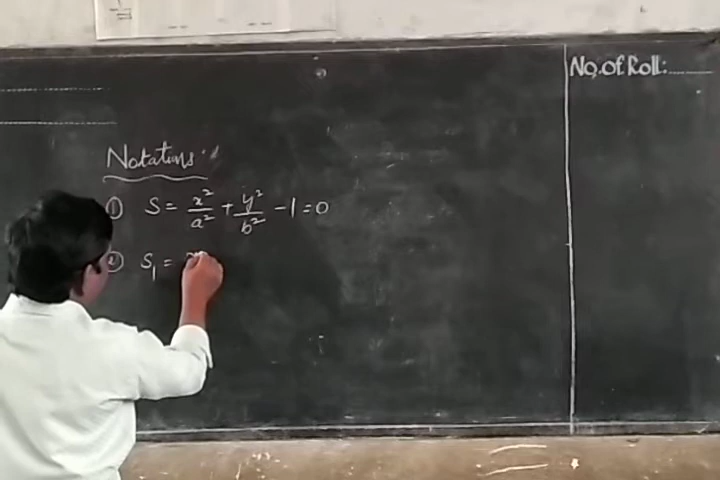 No. of Roll: ..........
Notations:
① S = x²/a² + y²/b² - 1 = 0
② S₁ =